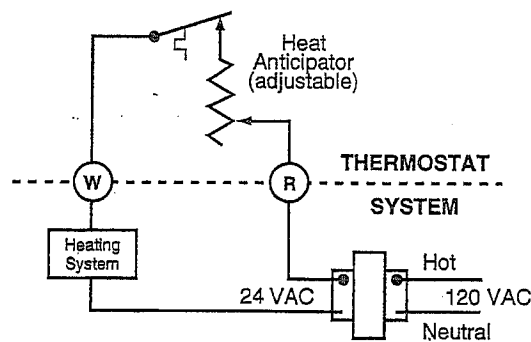 Heat
Anticipator
(adjustable)
W
R
THERMOSTAT
SYSTEM
Heating
System
Hot
24 VAC
120 VAC
Neutral